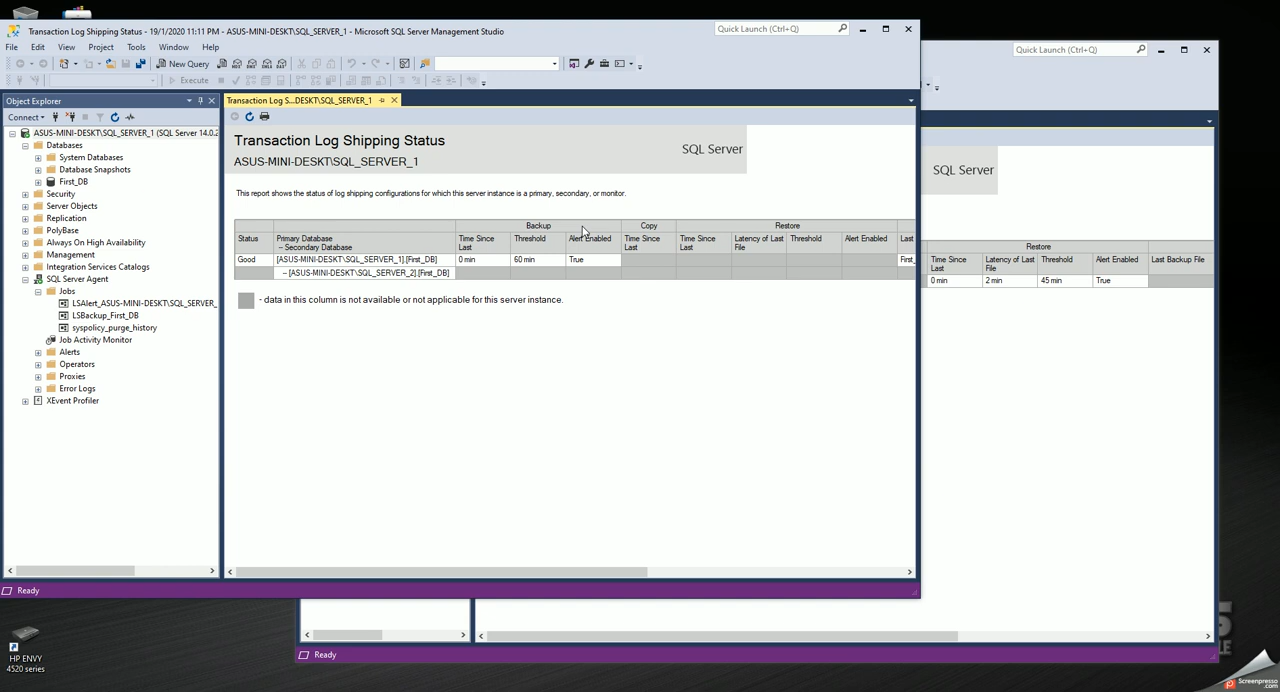 Transaction Log Shipping Status - 19/1/2020 11:11 PM - ASUS-MINI-DESKT\SQL_SERVER_1 - Microsoft SQL Server Management Studio
Quick Launch (Ctrl+Q)
File Edit View Project Tools Window Help
New Query
Execute
Quick Launch (Ctrl+Q)
Object Explorer
Connect
ASUS-MINI-DESKT\SQL_SERVER_1 (SQL Server 14.0.2
Databases
System Databases
Database Snapshots
First_DB
Security
Server Objects
Replication
PolyBase
Always On High Availability
Management
Integration Services Catalogs
SQL Server Agent
Jobs
LSAlert_ASUS-MINI-DESKT\SQL_SERVER_
LSBackup_First_DB
syspolicy_purge_history
Job Activity Monitor
Alerts
Operators
Proxies
Error Logs
XEvent Profiler
Transaction Log S...DESKT\SQL_SERVER_1
Transaction Log Shipping Status
ASUS-MINI-DESKT\SQL_SERVER_1
SQL Server
This report shows the status of log shipping configurations for which this server instance is a primary, secondary, or monitor.
Backup Copy Restore
Status Primary Database -- Secondary Database Time Since Last Threshold Alert Enabled Time Since Last Time Since Last Latency of Last File Threshold Alert Enabled Last
Good [ASUS-MINI-DESKT\SQL_SERVER_1].[First_DB] 0 min 60 min True First_
-- [ASUS-MINI-DESKT\SQL_SERVER_2].[First_DB]
- data in this column is not available or not applicable for this server instance.
SQL Server
Restore
Time Since Last Latency of Last File Threshold Alert Enabled Last Backup File
0 min 2 min 45 min True
Ready
Ready
HP ENVY
4520 series
Screenpresso
.com